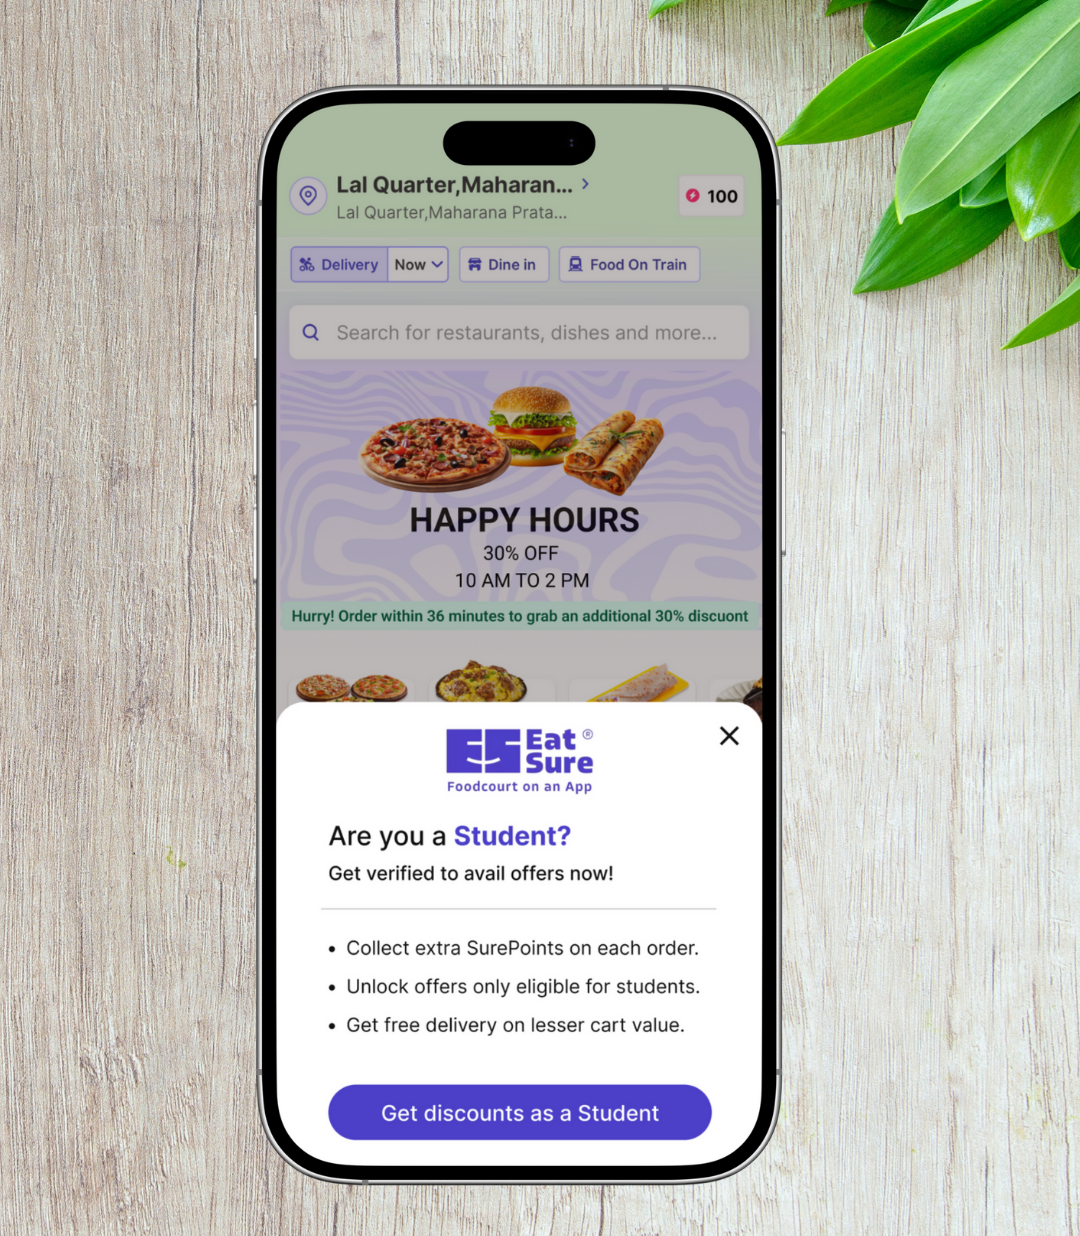 Lal Quarter,Maharan...
Lal Quarter,Maharana Prata...
100
Delivery
Now
Dine in
Food On Train
Search for restaurants, dishes and more...
HAPPY HOURS
30% OFF
10 AM TO 2 PM
Hurry! Order within 36 minutes to grab an additional 30% discuont
ES Eat ®
Sure
Foodcourt on an App
Are you a Student?
Get verified to avail offers now!
• Collect extra SurePoints on each order.
• Unlock offers only eligible for students.
• Get free delivery on lesser cart value.
Get discounts as a Student